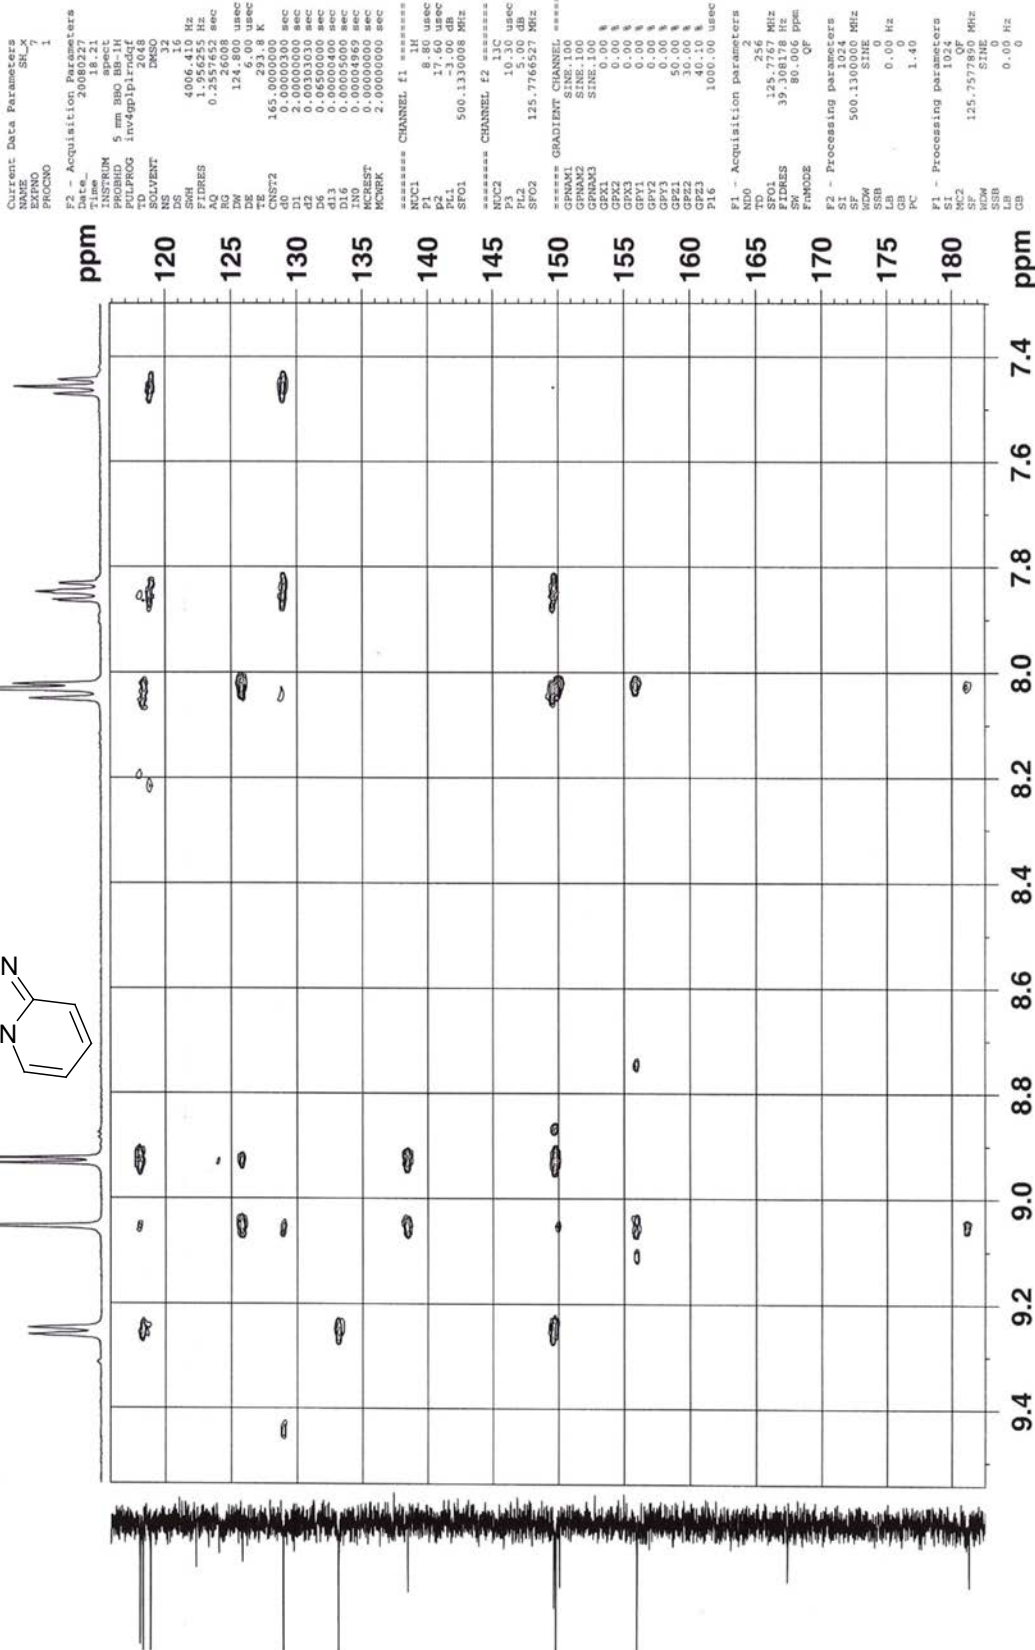 N
N
ppm
120
125
130
135
140
145
150
155
160
165
170
175
180
ppm
9.4
9.2
9.0
8.8
8.6
8.4
8.2
8.0
7.8
7.6
7.4
Current Data Parameters
NAME SH_X
EXPNO 7
PROCNO 1
F2 - Acquisition Parameters
Date_ 20080227
Time 18.21
INSTRUM spect
PROBHD 5 mm BBO BB-1H
PULPROG inv4gplplrndqf
TD 2048
SOLVENT DMSO
NS 32
DS 16
SWH 4006.410 Hz
FIDRES 1.956255 Hz
AQ 0.2557652 sec
RG 26008
DW 124.800 usec
DE 6.00 usec
TE 293.8 K
CNST2 165.0000000
d0 0.00000300 sec
D1 2.00000000 sec
d2 0.00303030 sec
D6 0.06500000 sec
d13 0.00000400 sec
D16 0.00005000 sec
IN0 0.00004969 sec
MCREST 0.00000000 sec
MCWRK 2.00000000 sec
======== CHANNEL f1 ========
NUC1 1H
P1 8.80 usec
p2 17.60 usec
PL1 -3.00 dB
SFO1 500.1330008 MHz
======== CHANNEL f2 ========
NUC2 13C
P3 10.30 usec
PL2 -5.00 dB
SFO2 125.7766527 MHz
====== GRADIENT CHANNEL =====
GPNAM1 SINE.100
GPNAM2 SINE.100
GPNAM3 SINE.100
GPX1 0.00 %
GPX2 0.00 %
GPX3 0.00 %
GPY1 0.00 %
GPY2 0.00 %
GPY3 0.00 %
GPZ1 50.00 %
GPZ2 30.00 %
GPZ3 40.10 %
P16 1000.00 usec
F1 - Acquisition parameters
ND0 2
TD 256
SFO1 125.7767 MHz
FIDRES 39.308178 Hz
SW 80.006 ppm
FnMODE QF
F2 - Processing parameters
SI 1024
SF 500.1300000 MHz
WDW SINE
SSB 0
LB 0.00 Hz
GB 0
PC 1.40
F1 - Processing parameters
SI 1024
MC2 QF
SF 125.7577890 MHz
WDW SINE
SSB 0
LB 0.00 Hz
GB 0